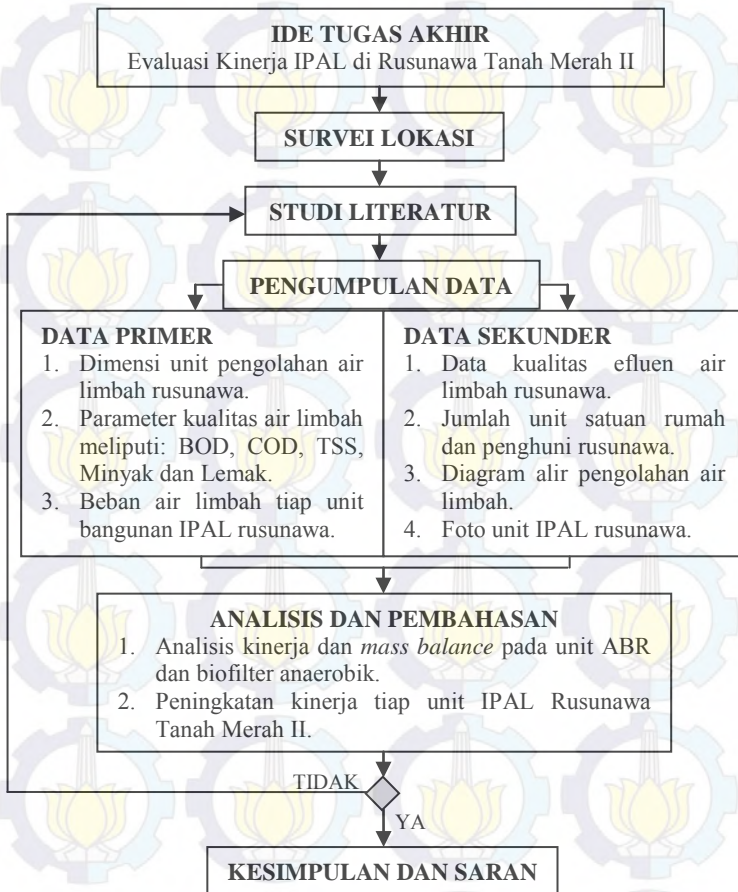 IDE TUGAS AKHIR
Evaluasi Kinerja IPAL di Rusunawa Tanah Merah II
SURVEI LOKASI
STUDI LITERATUR
PENGUMPULAN DATA
DATA PRIMER
1. Dimensi unit pengolahan air
limbah rusunawa.
2. Parameter kualitas air limbah
meliputi: BOD, COD, TSS,
Minyak dan Lemak.
3. Beban air limbah tiap unit
bangunan IPAL rusunawa.
DATA SEKUNDER
1. Data kualitas efluen air
limbah rusunawa.
2. Jumlah unit satuan rumah
dan penghuni rusunawa.
3. Diagram alir pengolahan air
limbah.
4. Foto unit IPAL rusunawa.
ANALISIS DAN PEMBAHASAN
1. Analisis kinerja dan mass balance pada unit ABR
dan biofilter anaerobik.
2. Peningkatan kinerja tiap unit IPAL Rusunawa
Tanah Merah II.
TIDAK
YA
KESIMPULAN DAN SARAN